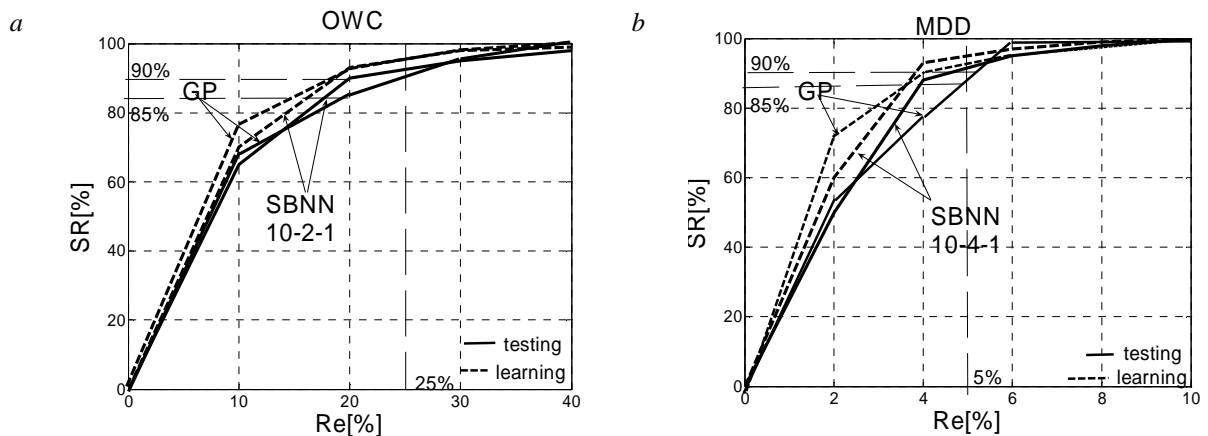 a
OWC
100
90%
GP
85%
80
60
SR[%]
SBNN
10-2-1
40
20
testing
learning
25%
0
0
10
20
30
40
Re[%]
b
MDD
100
90%
GP
85%
80
60
SR[%]
SBNN
10-4-1
40
20
testing
learning
5%
0
0
2
4
6
8
10
Re[%]